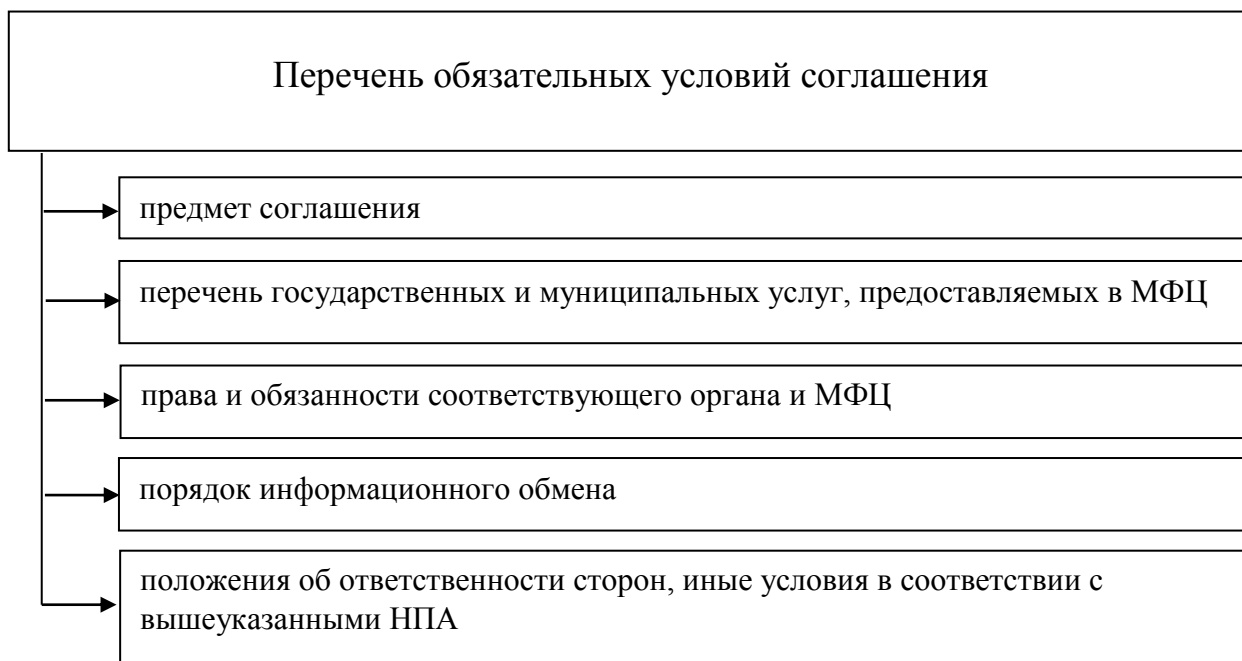 Перечень обязательных условий соглашения
предмет соглашения
перечень государственных и муниципальных услуг, предоставляемых в МФЦ
права и обязанности соответствующего органа и МФЦ
порядок информационного обмена
положения об ответственности сторон, иные условия в соответствии с
вышеуказанными НПА